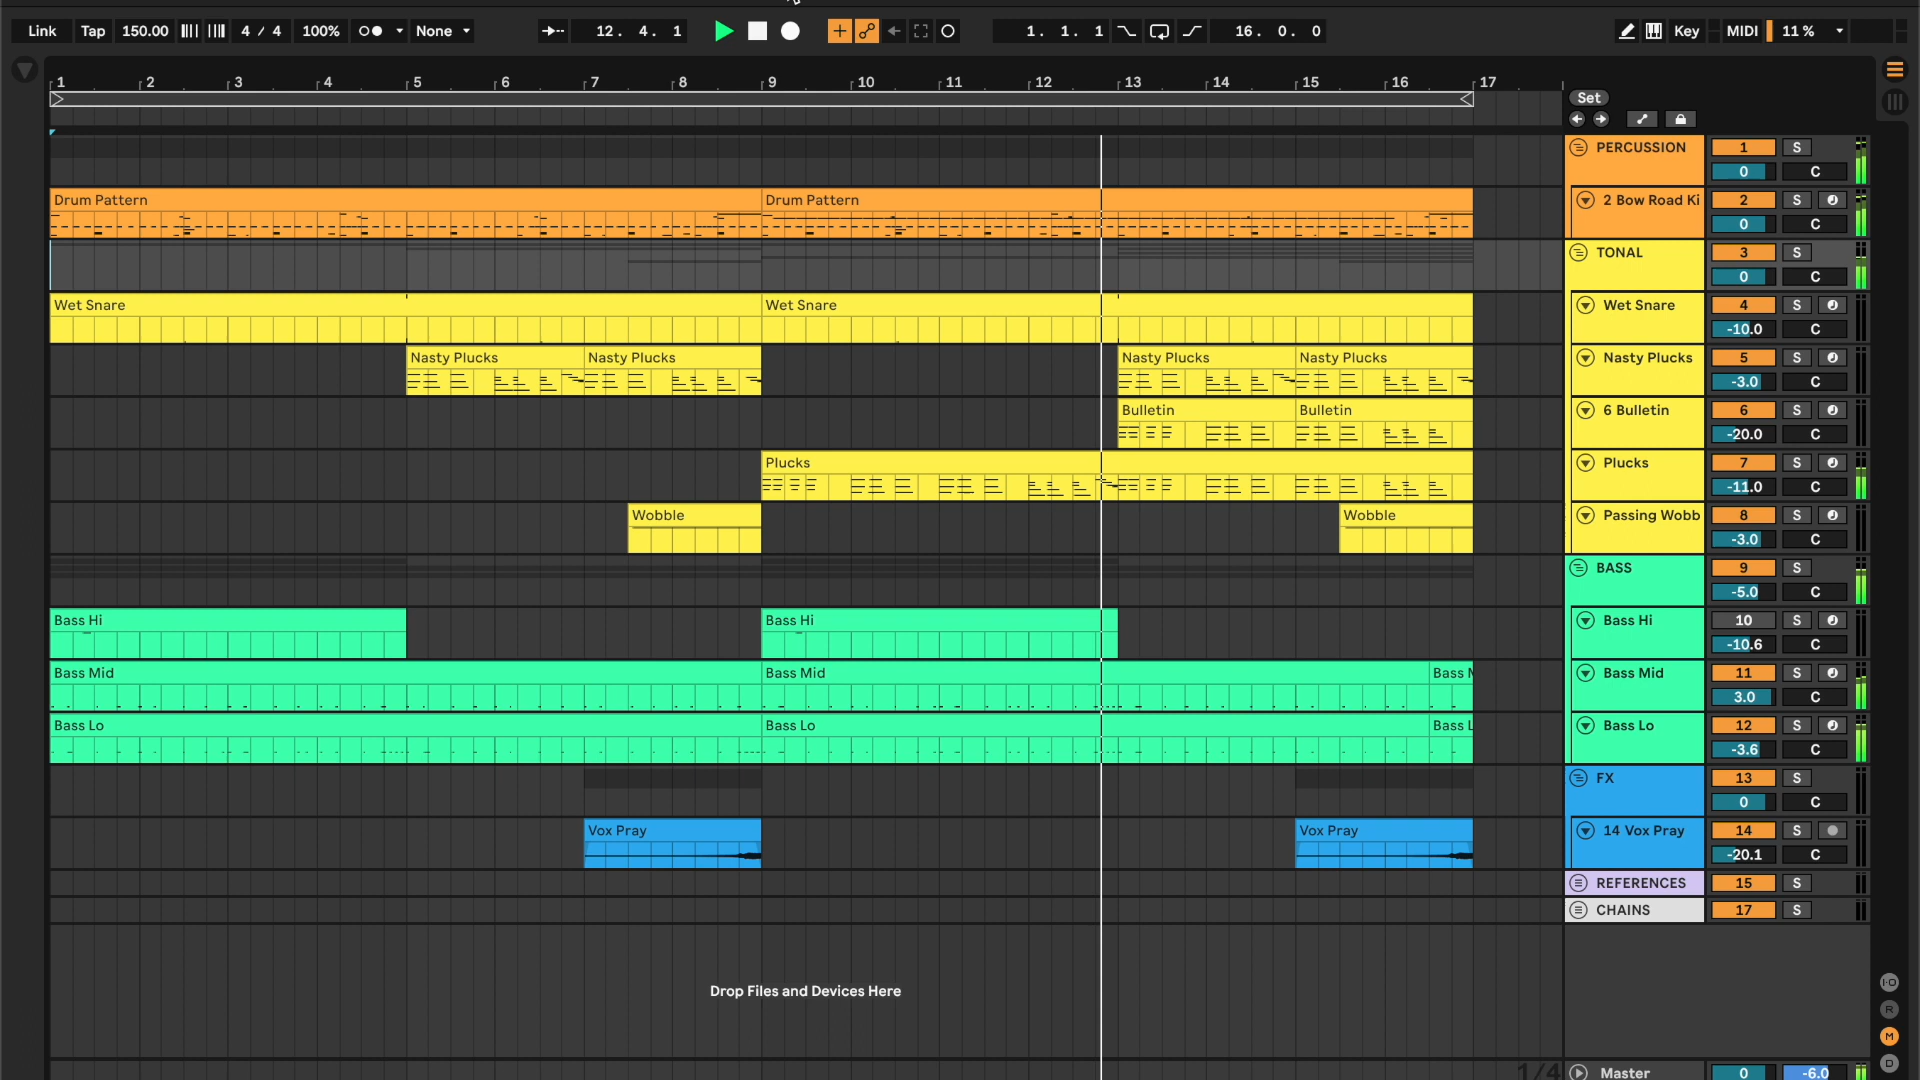 Link Tap 150.00 4 / 4 100% None 12. 4. 1 1. 1. 1 16. 0. 0 Key MIDI 11 %
1 2 3 4 5 6 7 8 9 10 11 12 13 14 15 16 17
Set
PERCUSSION 1 S
0 C
Drum Pattern Drum Pattern 2 Bow Road Ki 2 S
0 C
TONAL 3 S
0 C
Wet Snare Wet Snare Wet Snare 4 S
-10.0 C
Nasty Plucks Nasty Plucks Nasty Plucks Nasty Plucks Nasty Plucks 5 S
-3.0 C
Bulletin Bulletin 6 Bulletin 6 S
-20.0 C
Plucks Plucks 7 S
-11.0 C
Wobble Wobble Passing Wobb 8 S
-3.0 C
BASS 9 S
-5.0 C
Bass Hi Bass Hi Bass Hi 10 S
-10.6 C
Bass Mid Bass Mid Bass M Bass Mid 11 S
3.0 C
Bass Lo Bass Lo Bass L Bass Lo 12 S
-3.6 C
FX 13 S
0 C
Vox Pray Vox Pray 14 Vox Pray 14 S
-20.1 C
REFERENCES 15 S
CHAINS 17 S
Drop Files and Devices Here
I-O
R
M
D
1/4 Master 0 -6.0